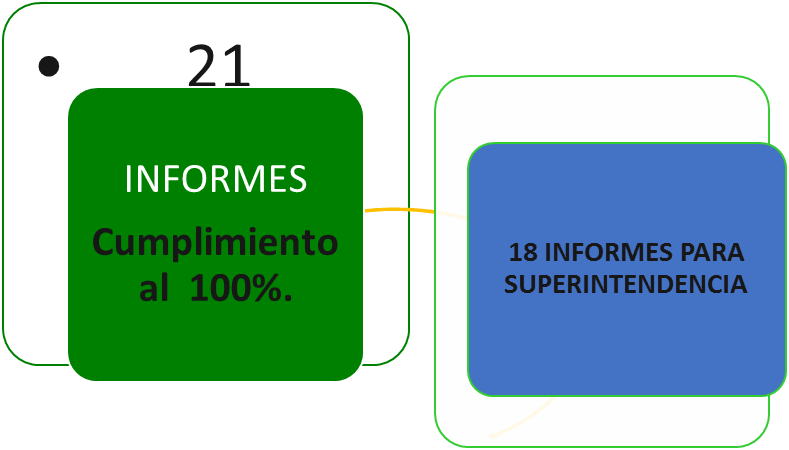 • 21
INFORMES
Cumplimiento
al 100%.
18 INFORMES PARA
SUPERINTENDENCIA